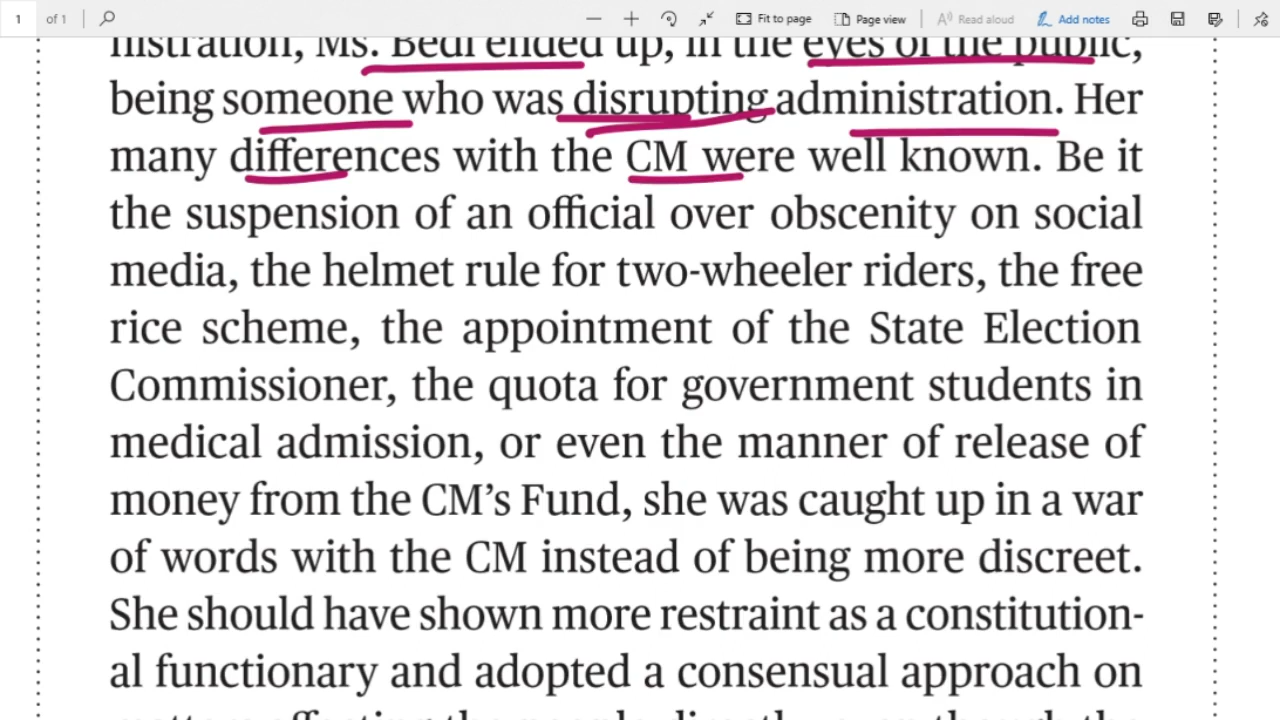 1 of 1 Fit to page Page view Read aloud Add notes
nistration, Ms. Bedi ended up, in the eyes of the public,
being someone who was disrupting administration. Her
many differences with the CM were well known. Be it
the suspension of an official over obscenity on social
media, the helmet rule for two-wheeler riders, the free
rice scheme, the appointment of the State Election
Commissioner, the quota for government students in
medical admission, or even the manner of release of
money from the CM’s Fund, she was caught up in a war
of words with the CM instead of being more discreet.
She should have shown more restraint as a constitution-
al functionary and adopted a consensual approach on